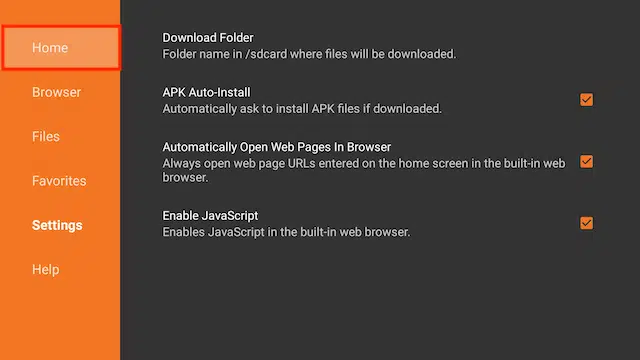 Home
Browser
Files
Favorites
Settings
Help
Download Folder
Folder name in /sdcard where files will be downloaded.
APK Auto-Install
Automatically ask to install APK files if downloaded.
Automatically Open Web Pages In Browser
Always open web page URLs entered on the home screen in the built-in web
browser.
Enable JavaScript
Enables JavaScript in the built-in web browser.